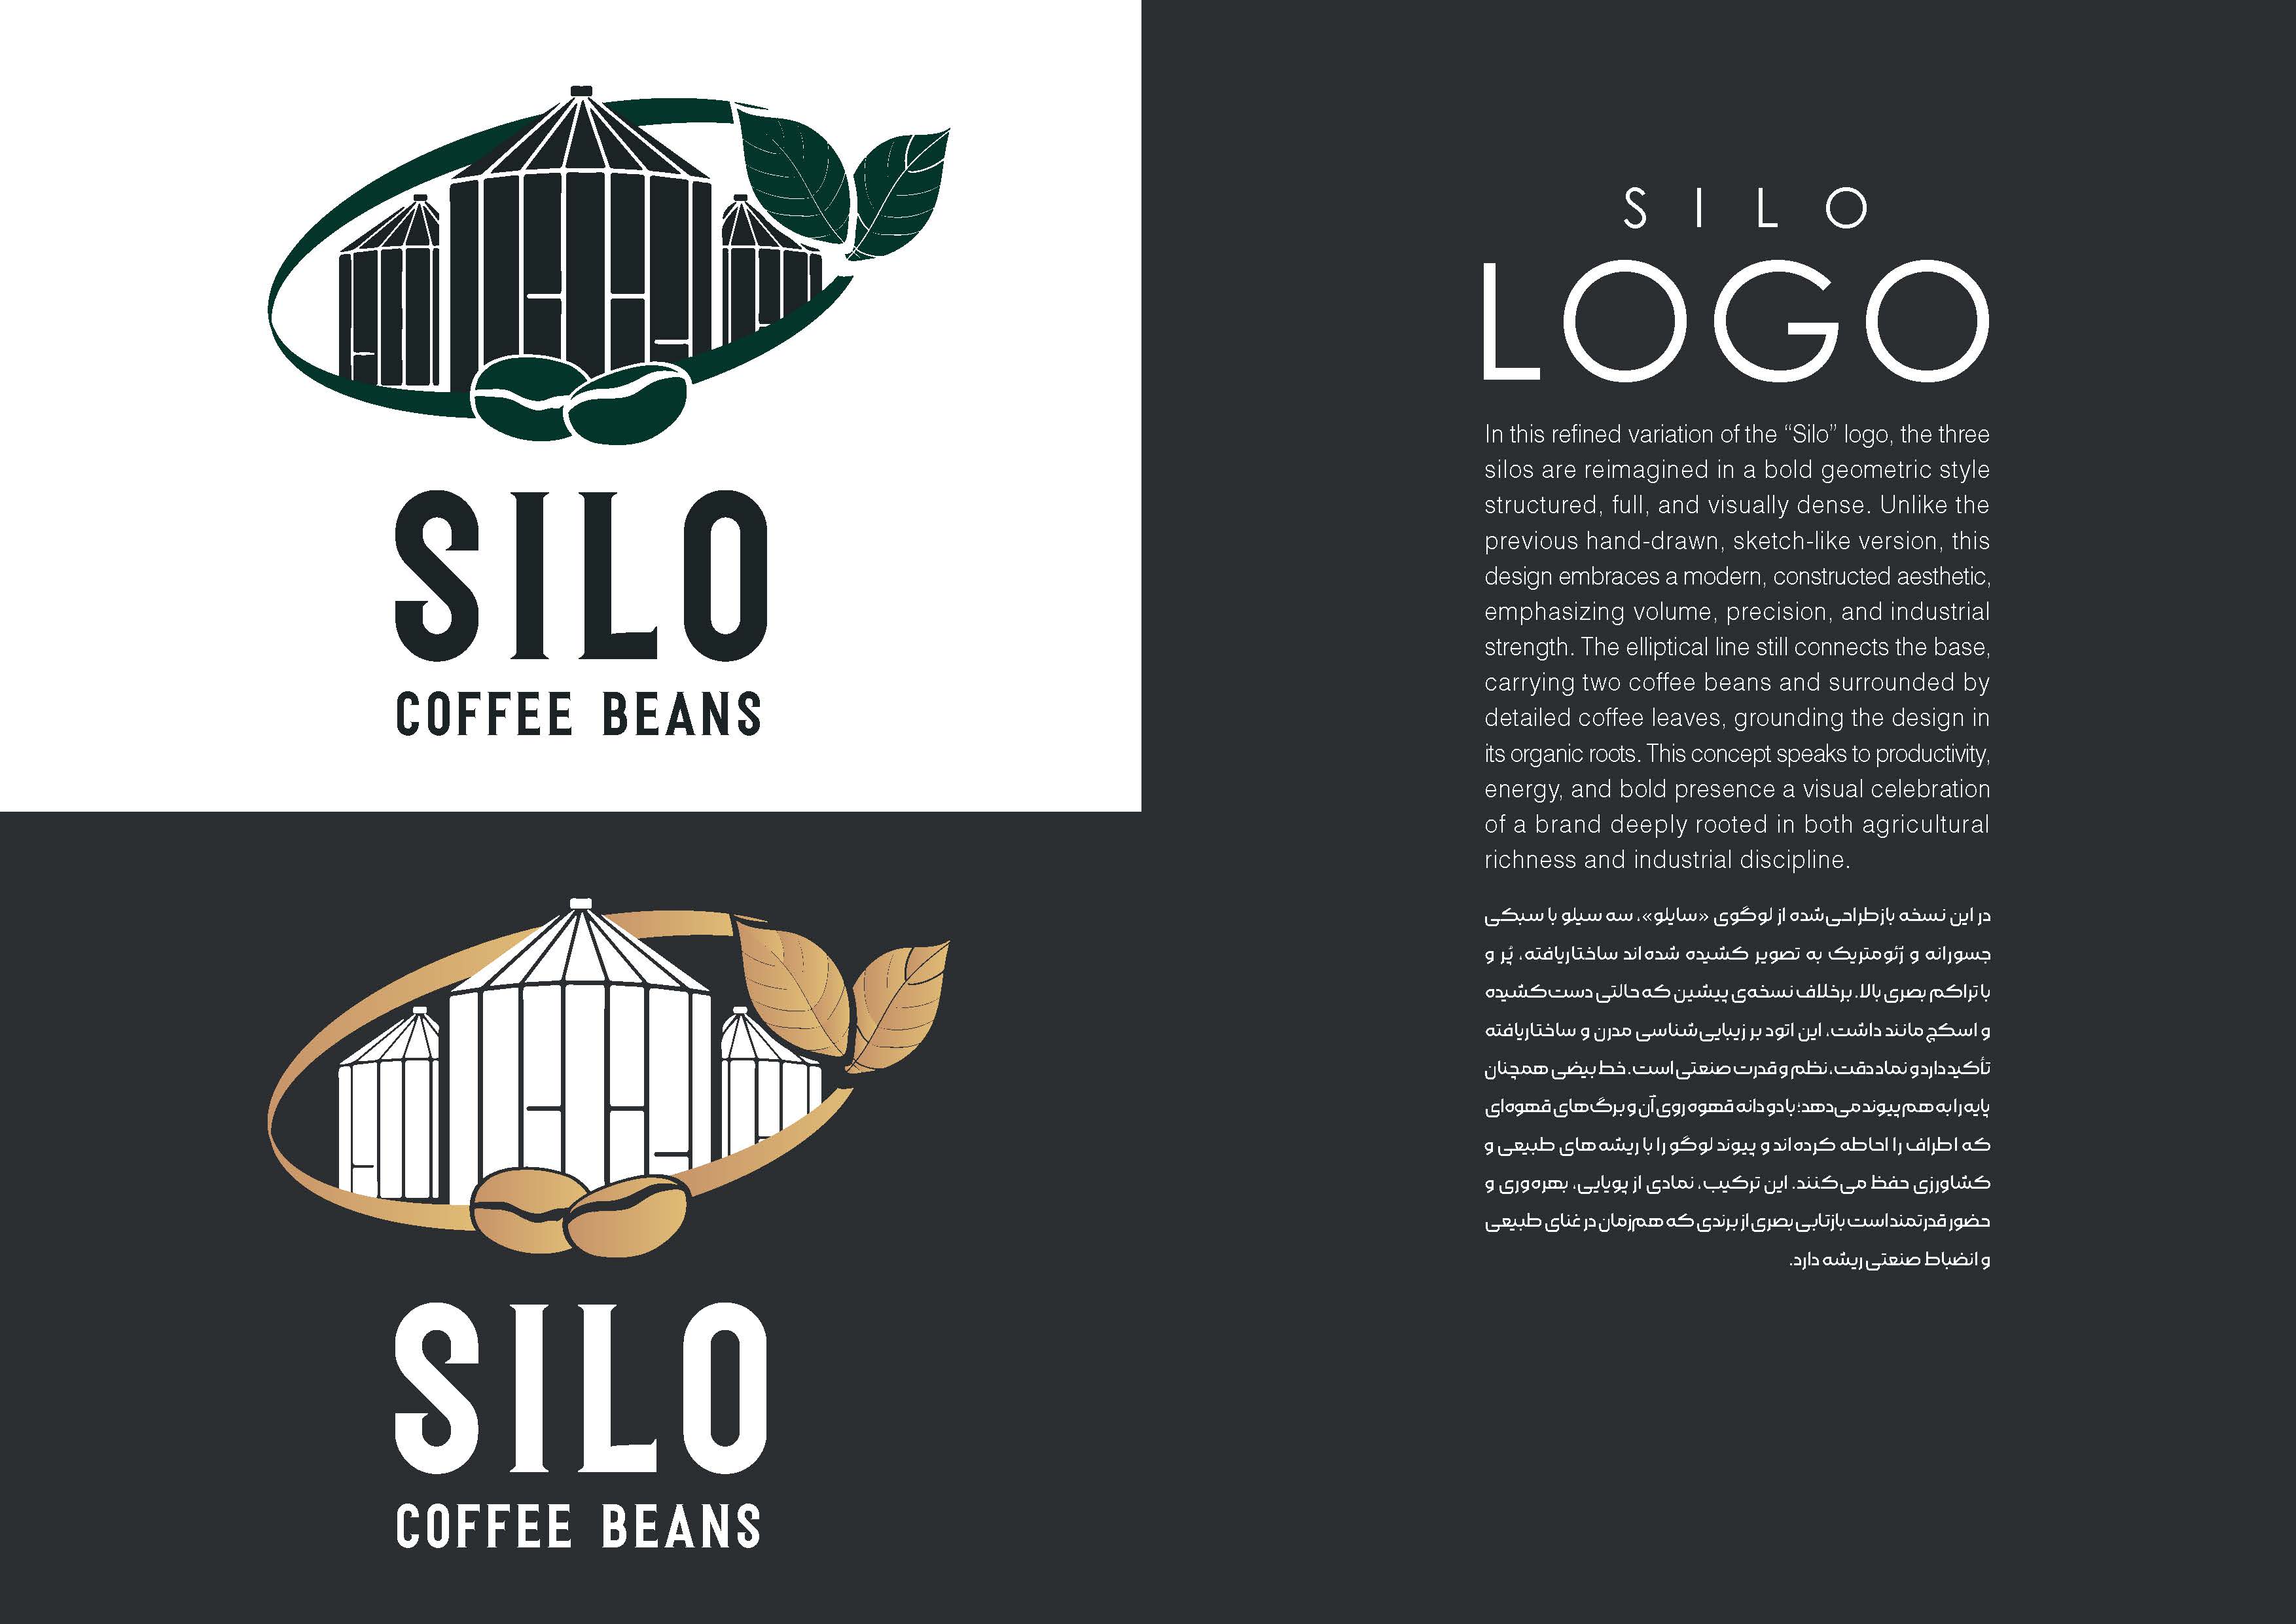 SILO
COFFEE BEANS
SILO
COFFEE BEANS
SILO
LOGO
In this refined variation of the “Silo” logo, the three
silos are reimagined in a bold geometric style
structured, full, and visually dense. Unlike the
previous hand-drawn, sketch-like version, this
design embraces a modern, constructed aesthetic,
emphasizing volume, precision, and industrial
strength. The elliptical line still connects the base,
carrying two coffee beans and surrounded by
detailed coffee leaves, grounding the design in
its organic roots. This concept speaks to productivity,
energy, and bold presence a visual celebration
of a brand deeply rooted in both agricultural
richness and industrial discipline.
در این نسخه بازطراحی‌شده از لوگوی «سایلو»، سه سیلو با سبکی
جسورانه و ژئومتریک به تصویر کشیده شده‌اند ساختاریافته، پُر و
با تراکم بصری بالا. برخلاف نسخه‌ی پیشین که حالتی دست‌کشیده
و اسکچ‌مانند داشت، این اتود بر زیبایی‌شناسی مدرن و ساختاریافته
تأکید دارد و نماد دقت، نظم و قدرت صنعتی است. خط بیضی همچنان
پایه را به هم پیوند می‌دهد؛ با دو دانه قهوه روی آن و برگ‌های قهوه‌ای
که اطراف را احاطه کرده‌اند و پیوند لوگو را با ریشه‌های طبیعی و
کشاورزی حفظ می‌کنند. این ترکیب، نمادی از پویایی، بهره‌وری و
حضور قدرتمند است بازتابی بصری از برندی که هم‌زمان در غنای طبیعی
و انضباط صنعتی ریشه دارد.